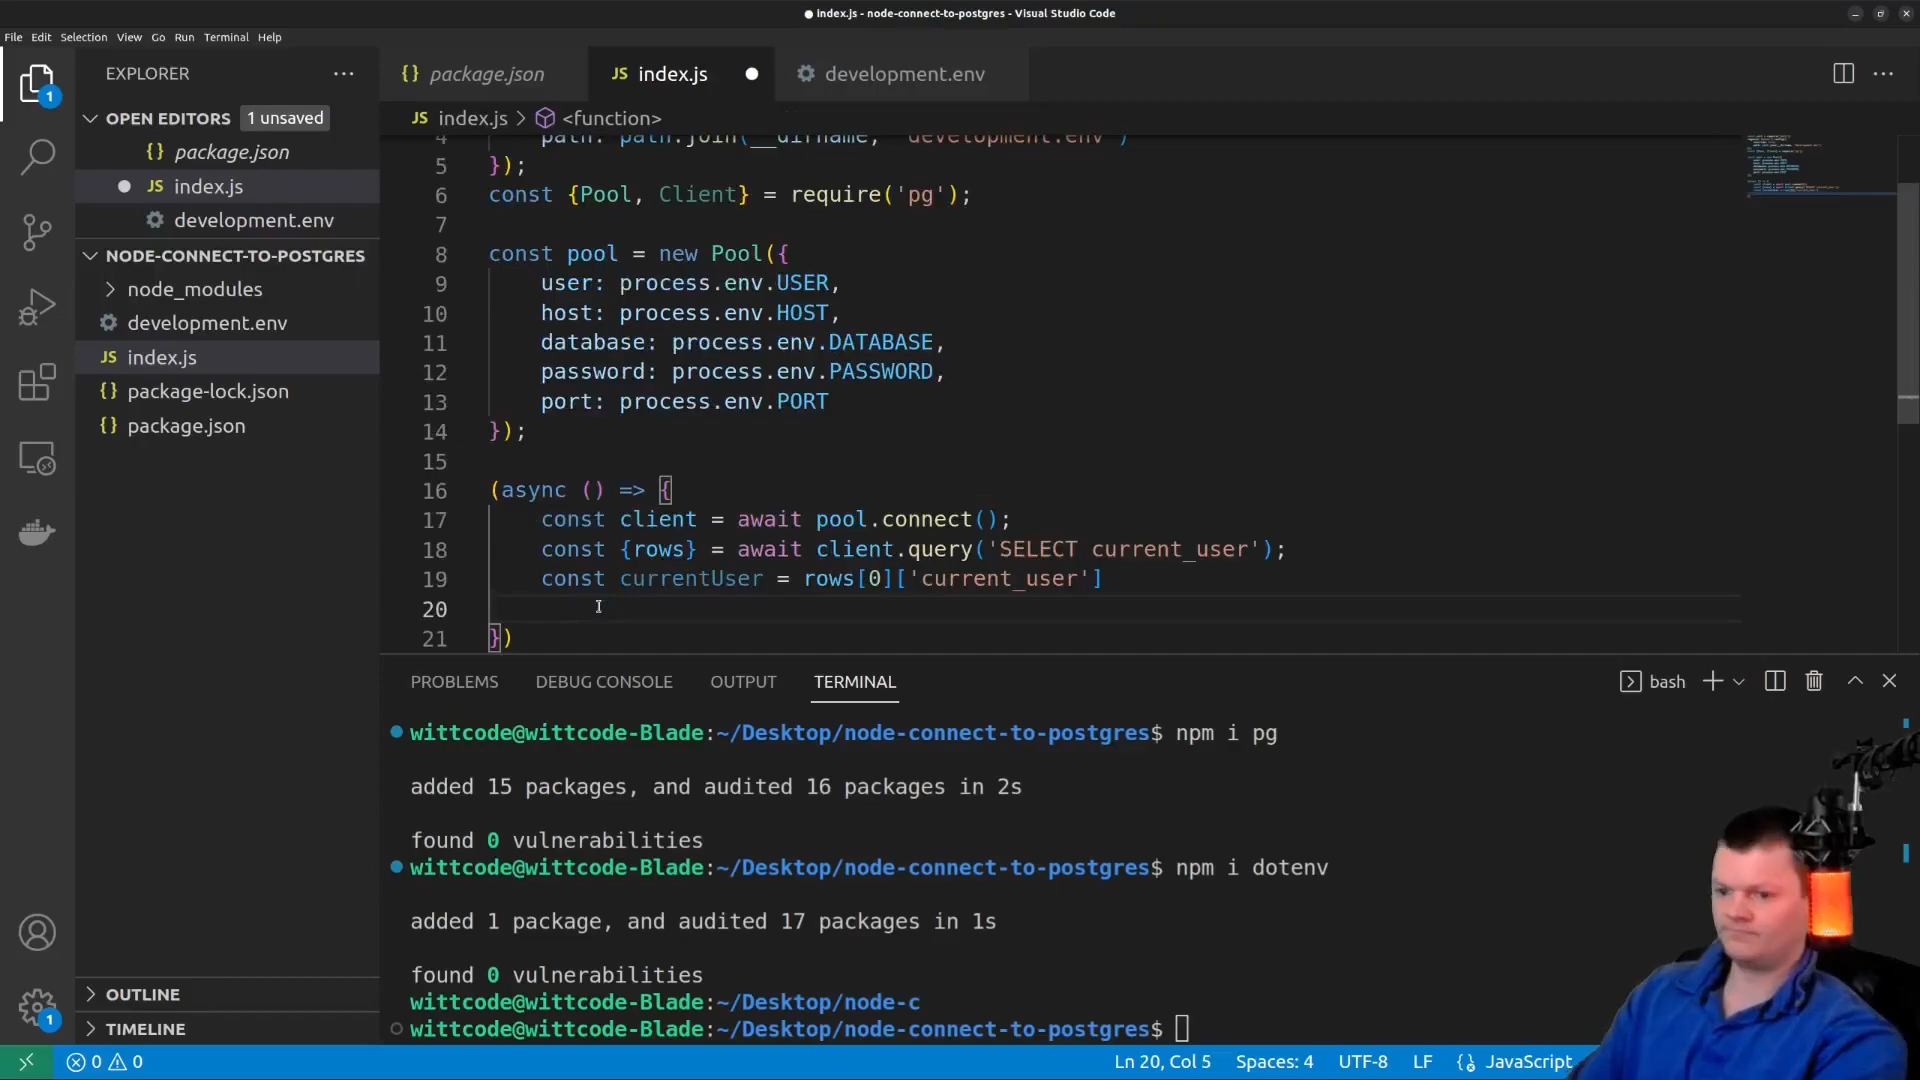 index.js - node-connect-to-postgres - Visual Studio Code
File Edit Selection View Go Run Terminal Help
1
EXPLORER
OPEN EDITORS 1 unsaved
{} package.json
JS index.js
development.env
NODE-CONNECT-TO-POSTGRES
node_modules
development.env
JS index.js
{} package-lock.json
{} package.json
OUTLINE
TIMELINE
1
{} package.json
JS index.js
development.env
JS index.js > <function>
4 path: path.join(__dirname, "development.env")
5 });
6 const {Pool, Client} = require('pg');
7
8 const pool = new Pool({
9 user: process.env.USER,
10 host: process.env.HOST,
11 database: process.env.DATABASE,
12 password: process.env.PASSWORD,
13 port: process.env.PORT
14 });
15
16 (async () => {
17 const client = await pool.connect();
18 const {rows} = await client.query('SELECT current_user');
19 const currentUser = rows[0]['current_user']
20
21 })
PROBLEMS DEBUG CONSOLE OUTPUT TERMINAL
bash
wittcode@wittcode-Blade:~/Desktop/node-connect-to-postgres$ npm i pg
added 15 packages, and audited 16 packages in 2s
found 0 vulnerabilities
wittcode@wittcode-Blade:~/Desktop/node-connect-to-postgres$ npm i dotenv
added 1 package, and audited 17 packages in 1s
found 0 vulnerabilities
wittcode@wittcode-Blade:~/Desktop/node-c
wittcode@wittcode-Blade:~/Desktop/node-connect-to-postgres$
0 0
Ln 20, Col 5 Spaces: 4 UTF-8 LF {} JavaScript